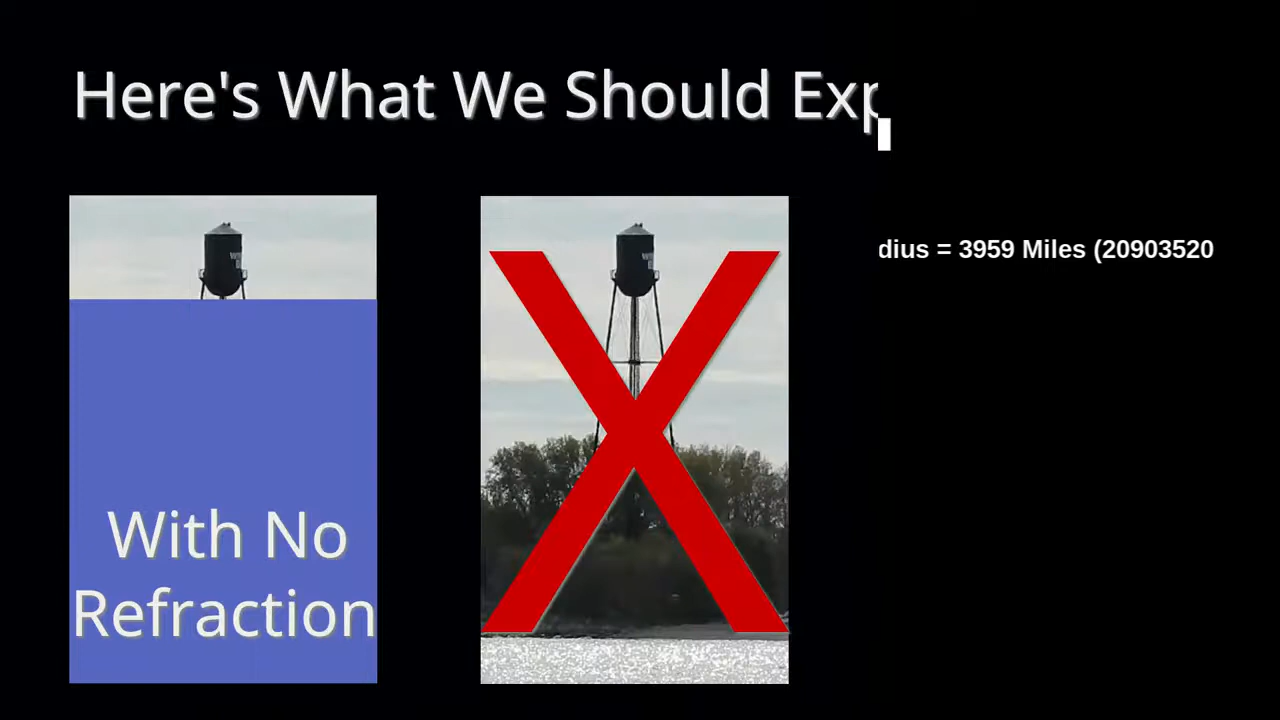 Here's What We Should Exp
dius = 3959 Miles (20903520
With No
Refraction